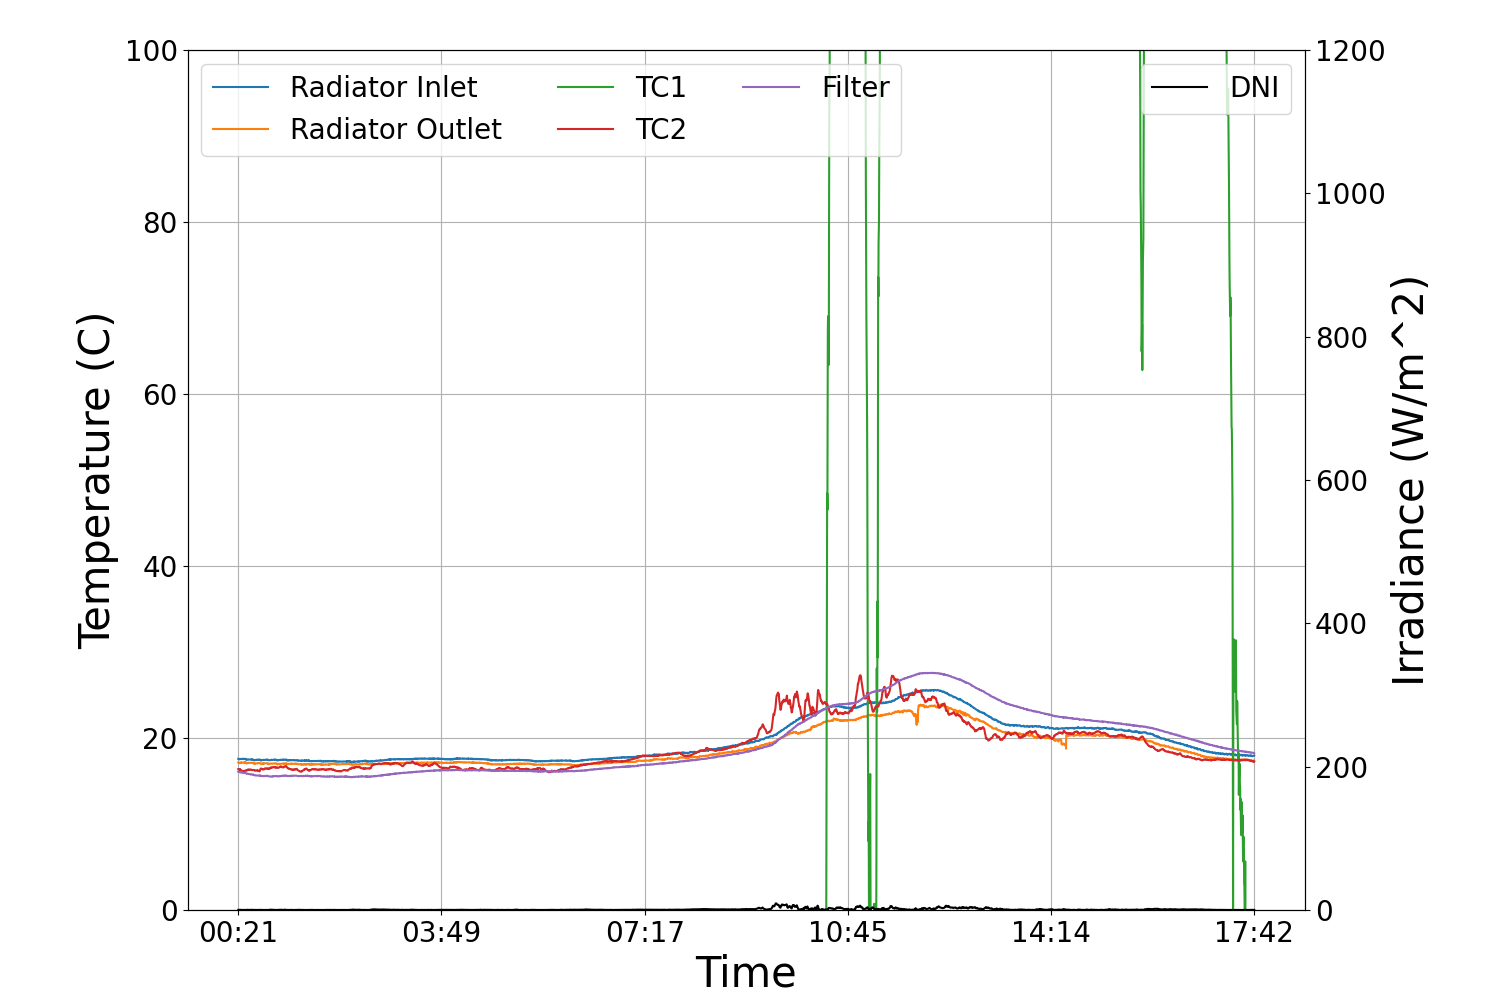 Radiator Inlet
Radiator Outlet
TC1
TC2
Filter
DNI
Temperature (C)
100
80
60
40
20
0
Irradiance (W/m^2)
1200
1000
800
600
400
200
0
00:21 03:49 07:17 10:45 14:14 17:42
Time